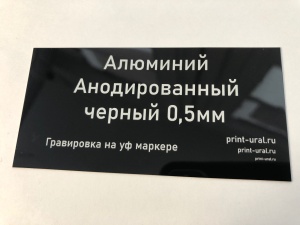 Алюминий
Анодированный
черный 0,5мм
Гравировка на уф маркере
print-ural.ru
print-ural.ru
print-ural.ru